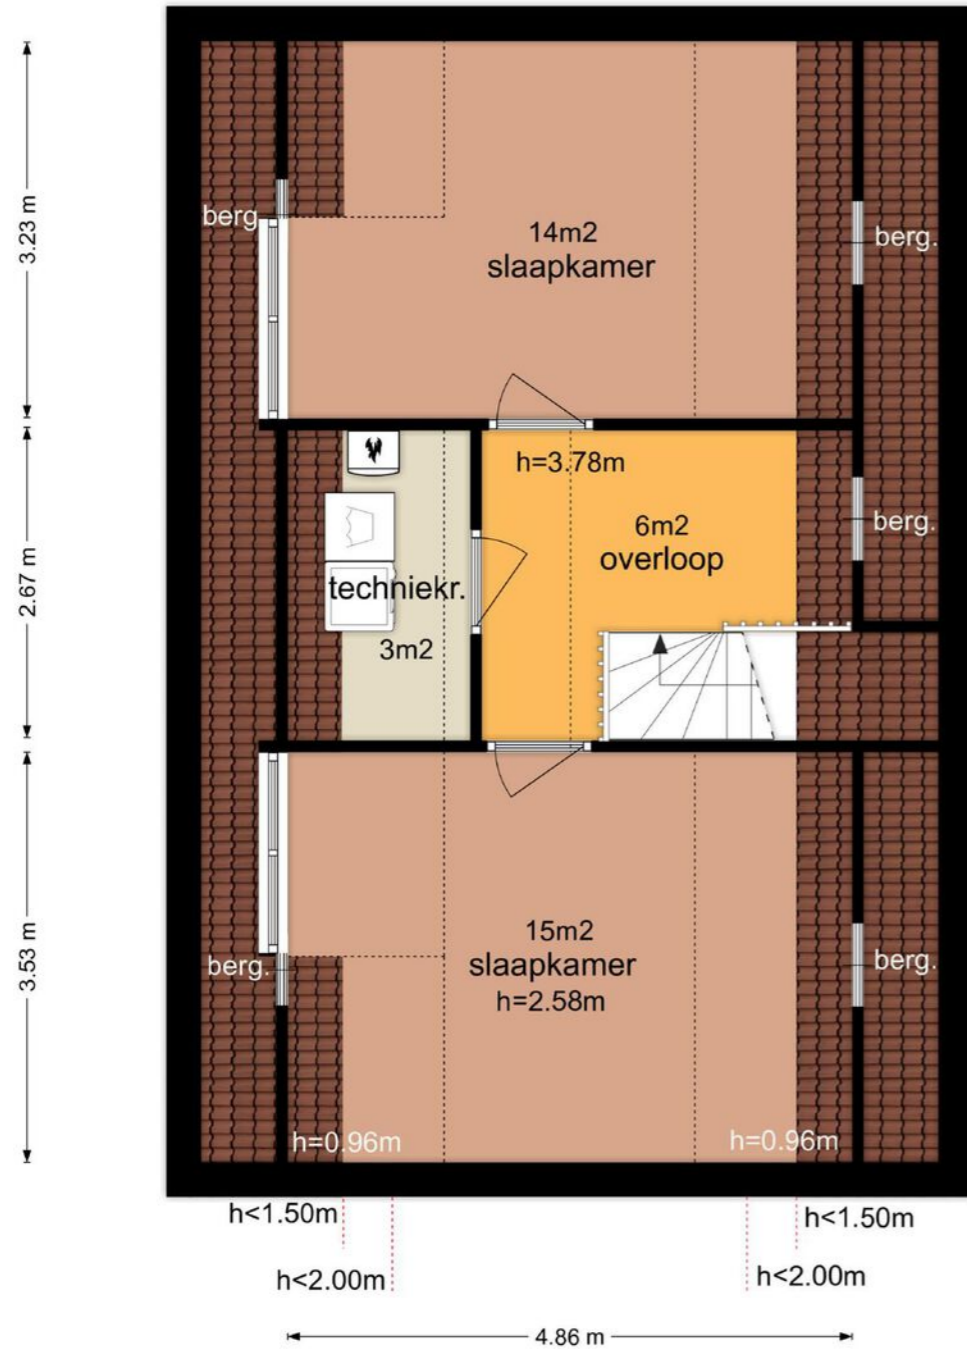 3.23 m
berg
14m2
slaapkamer
berg.
2.67 m
h=3.78m
6m2
overloop
berg.
techniekr.
3m2
3.53 m
15m2
slaapkamer
h=2.58m
berg.
berg.
h=0.96m
h=0.96m
h<1.50m
h<1.50m
h<2.00m
h<2.00m
4.86 m